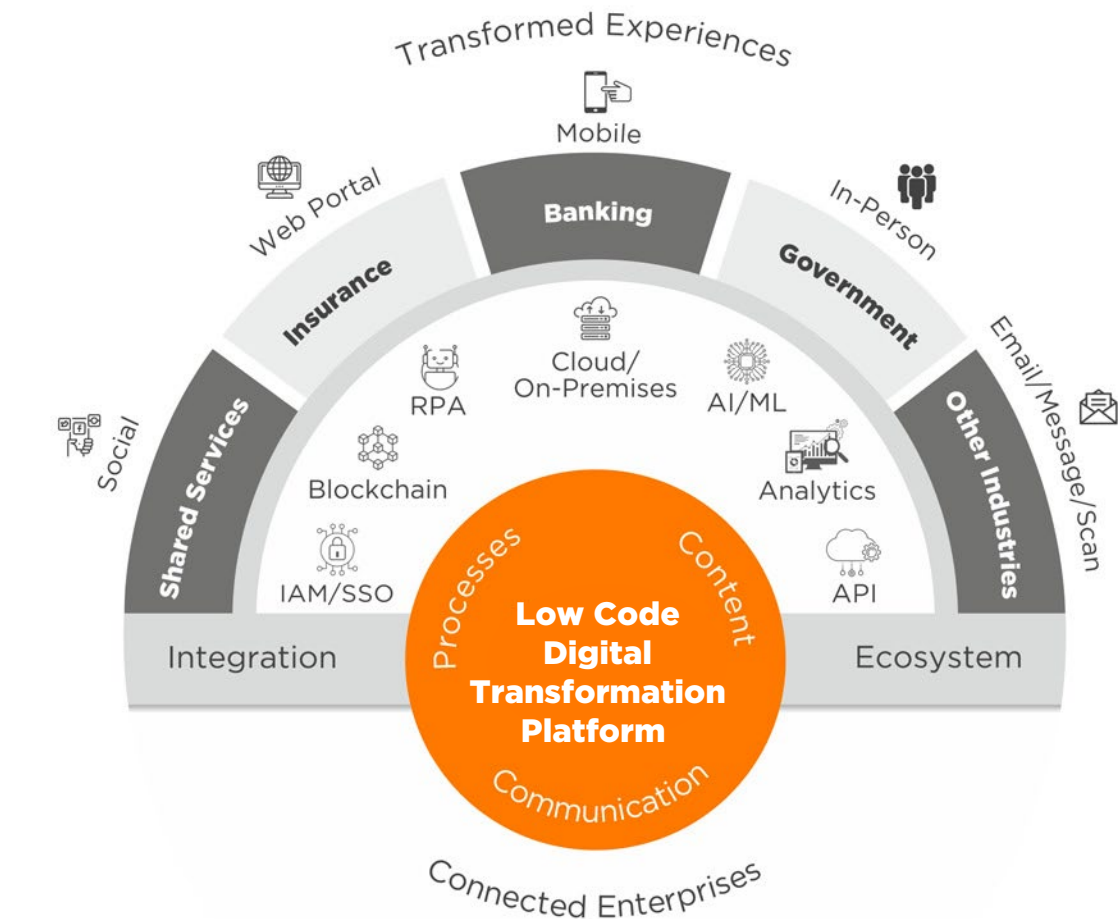 Transformed Experiences
Mobile
Web Portal
In-Person
Social
Email/Message/Scan
Shared Services
Insurance
Banking
Government
Other Industries
Cloud/
On-Premises
RPA
AI/ML
Blockchain
Analytics
IAM/SSO
API
Integration
Ecosystem
Processes
Content
Low Code
Digital
Transformation
Platform
Communication
Connected Enterprises